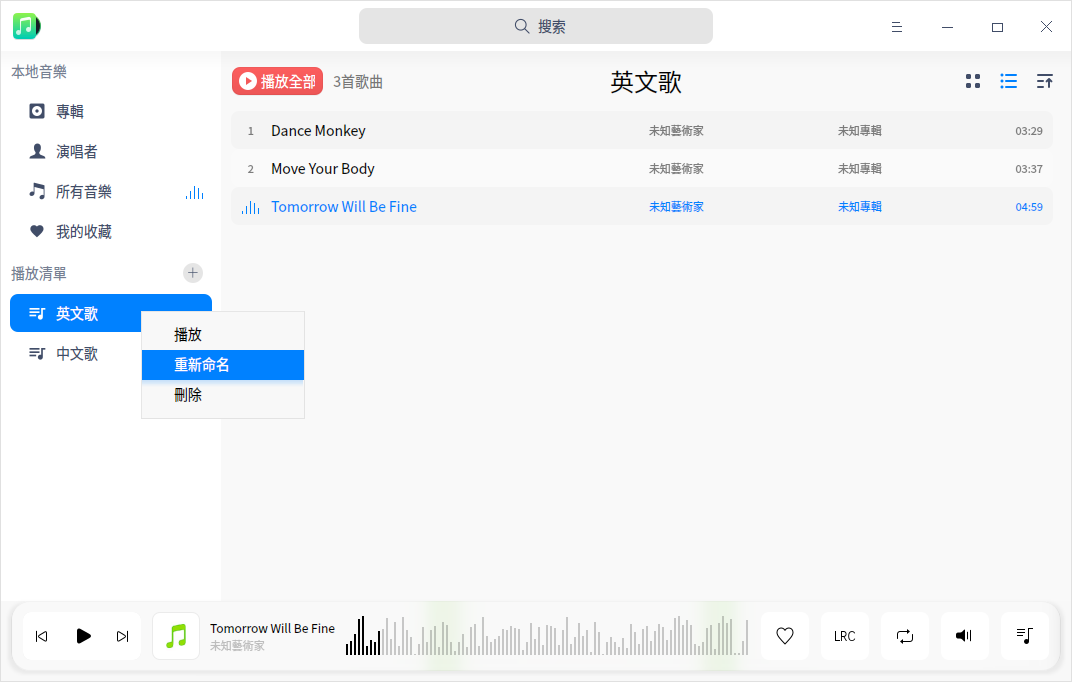 搜索
本地音樂
專輯
演唱者
所有音樂
我的收藏
播放清單
英文歌
中文歌
播放
重新命名
刪除
播放全部 3首歌曲 英文歌
1 Dance Monkey 未知藝術家 未知專輯 03:29
2 Move Your Body 未知藝術家 未知專輯 03:37
Tomorrow Will Be Fine 未知藝術家 未知專輯 04:59
Tomorrow Will Be Fine
未知藝術家
LRC